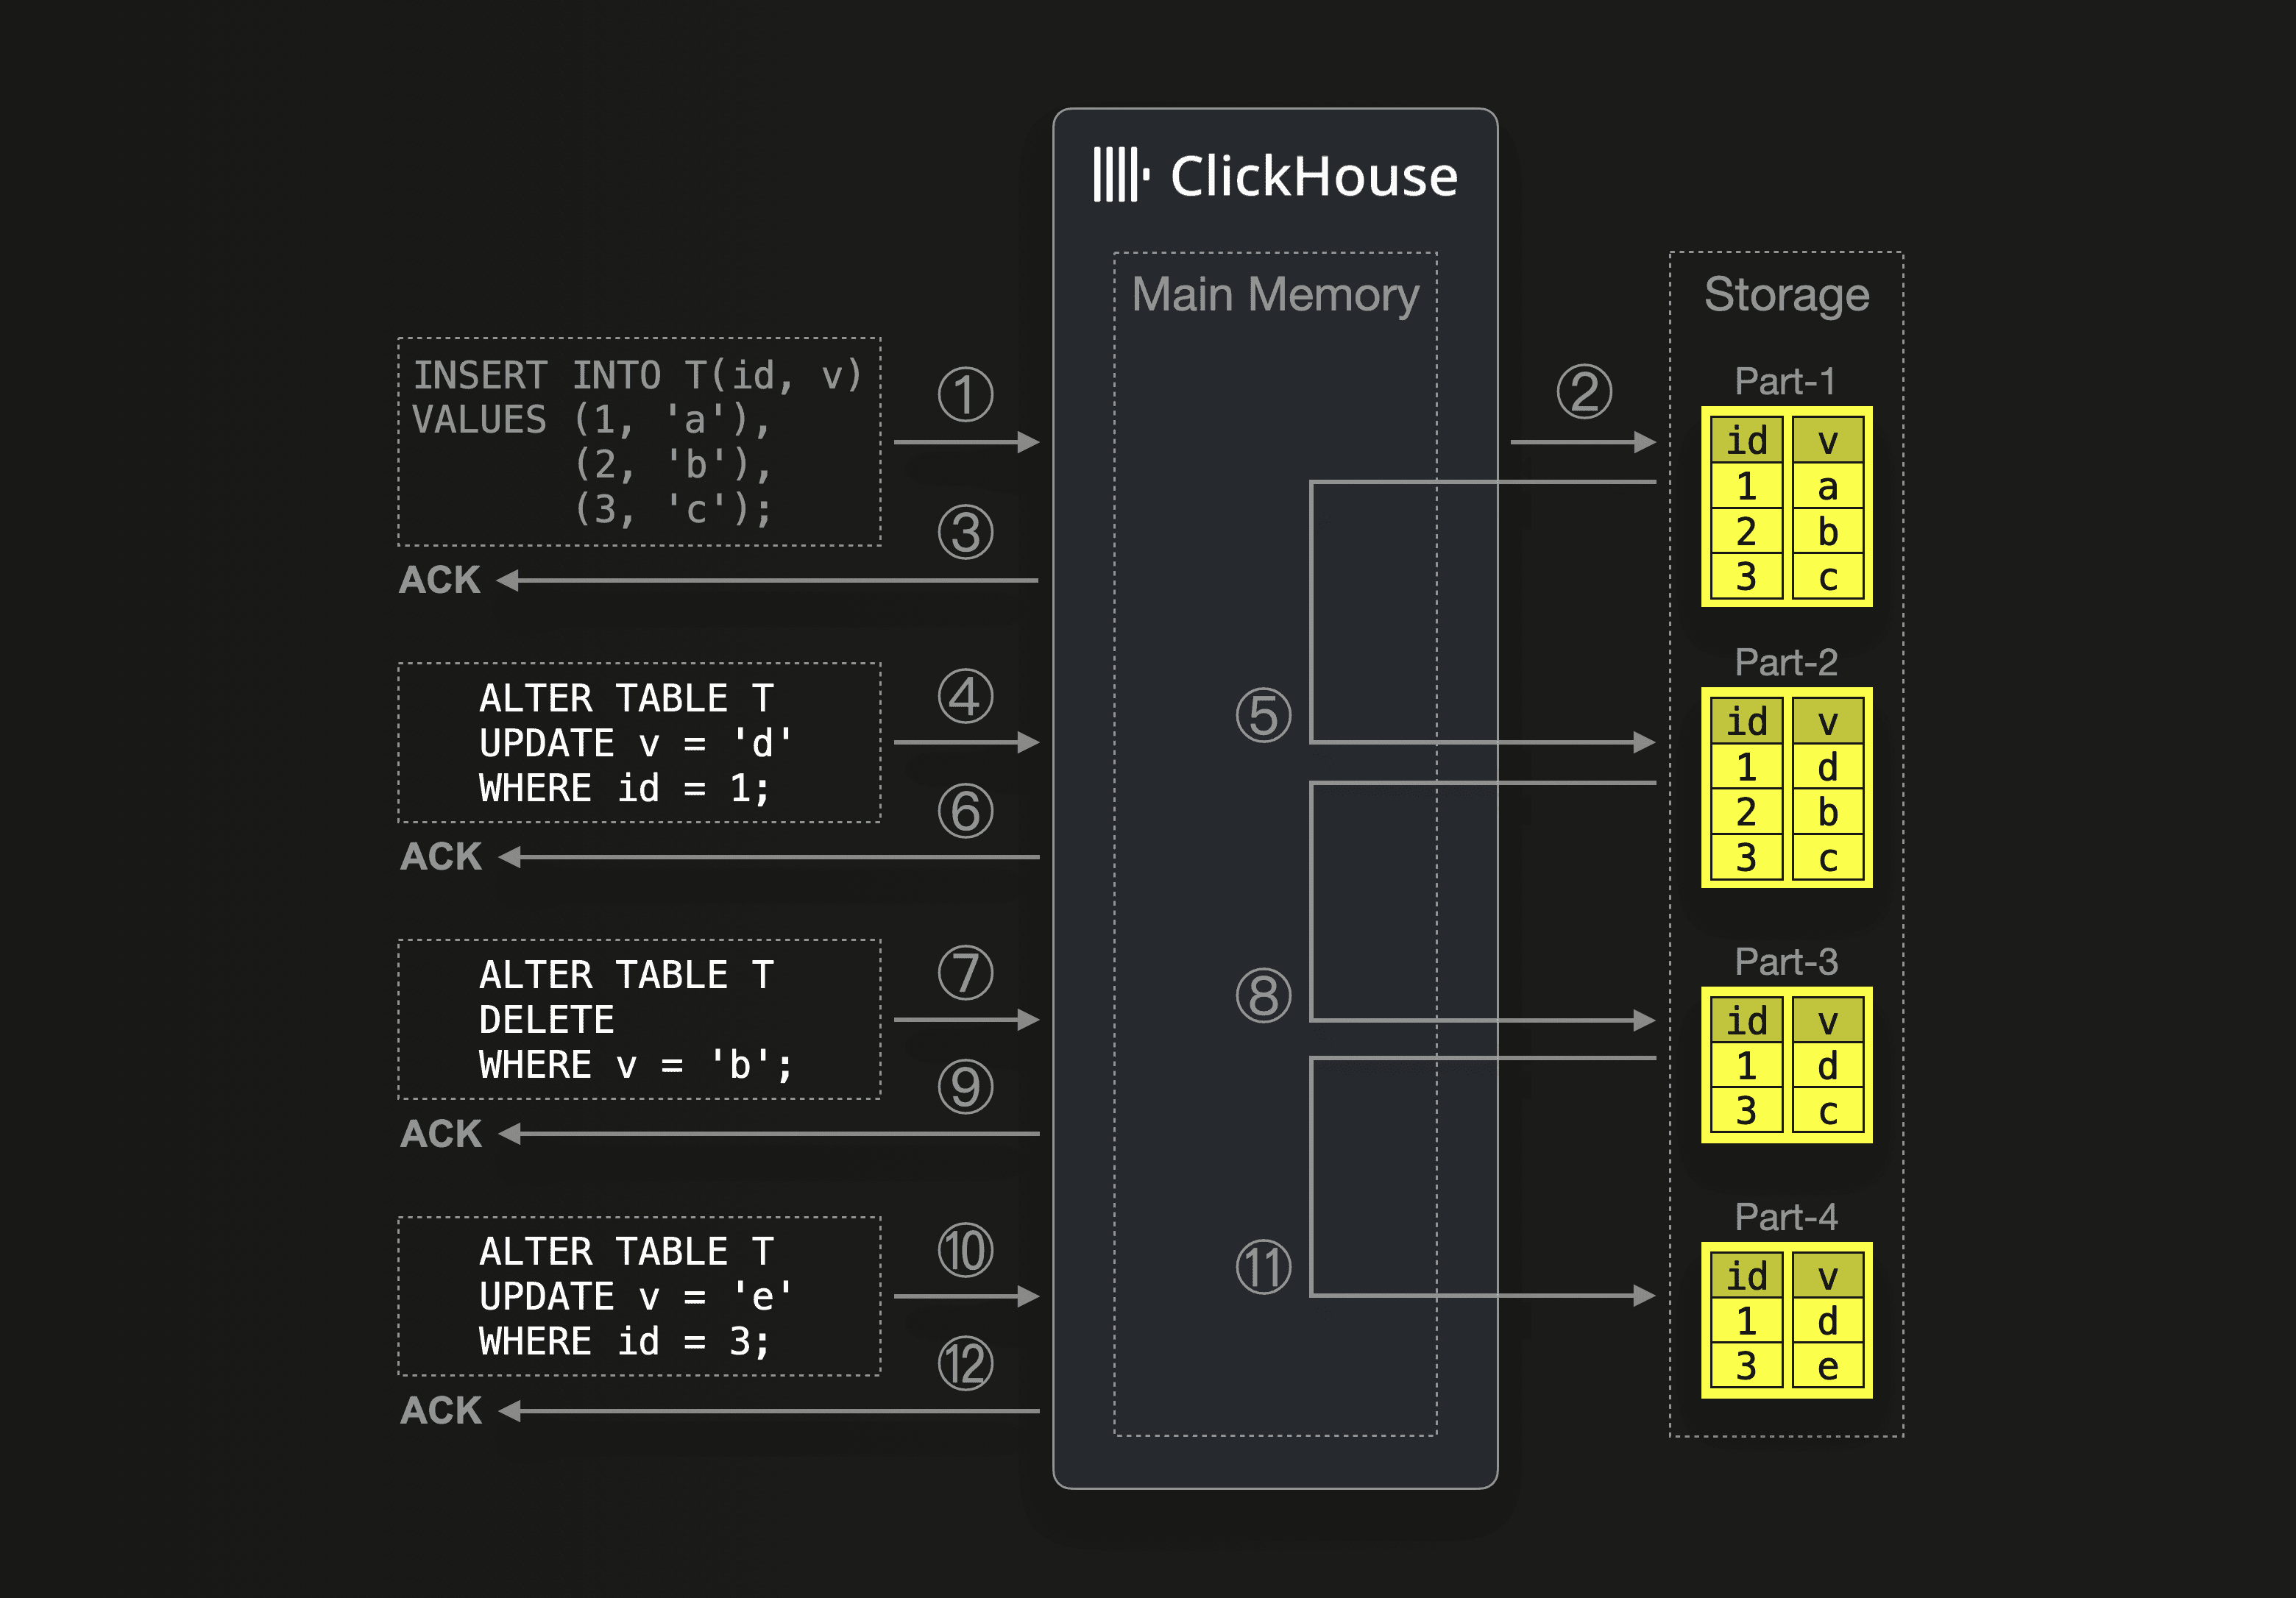 ClickHouse
Main Memory
Storage
INSERT INTO T(id, v)
VALUES (1, 'a'),
(2, 'b'),
(3, 'c');
①
②
③
ACK
Part-1
id v
1 a
2 b
3 c
ALTER TABLE T
UPDATE v = 'd'
WHERE id = 1;
④
⑤
⑥
ACK
Part-2
id v
1 d
2 b
3 c
ALTER TABLE T
DELETE
WHERE v = 'b';
⑦
⑧
⑨
ACK
Part-3
id v
1 d
3 c
ALTER TABLE T
UPDATE v = 'e'
WHERE id = 3;
⑩
⑪
⑫
ACK
Part-4
id v
1 d
3 e